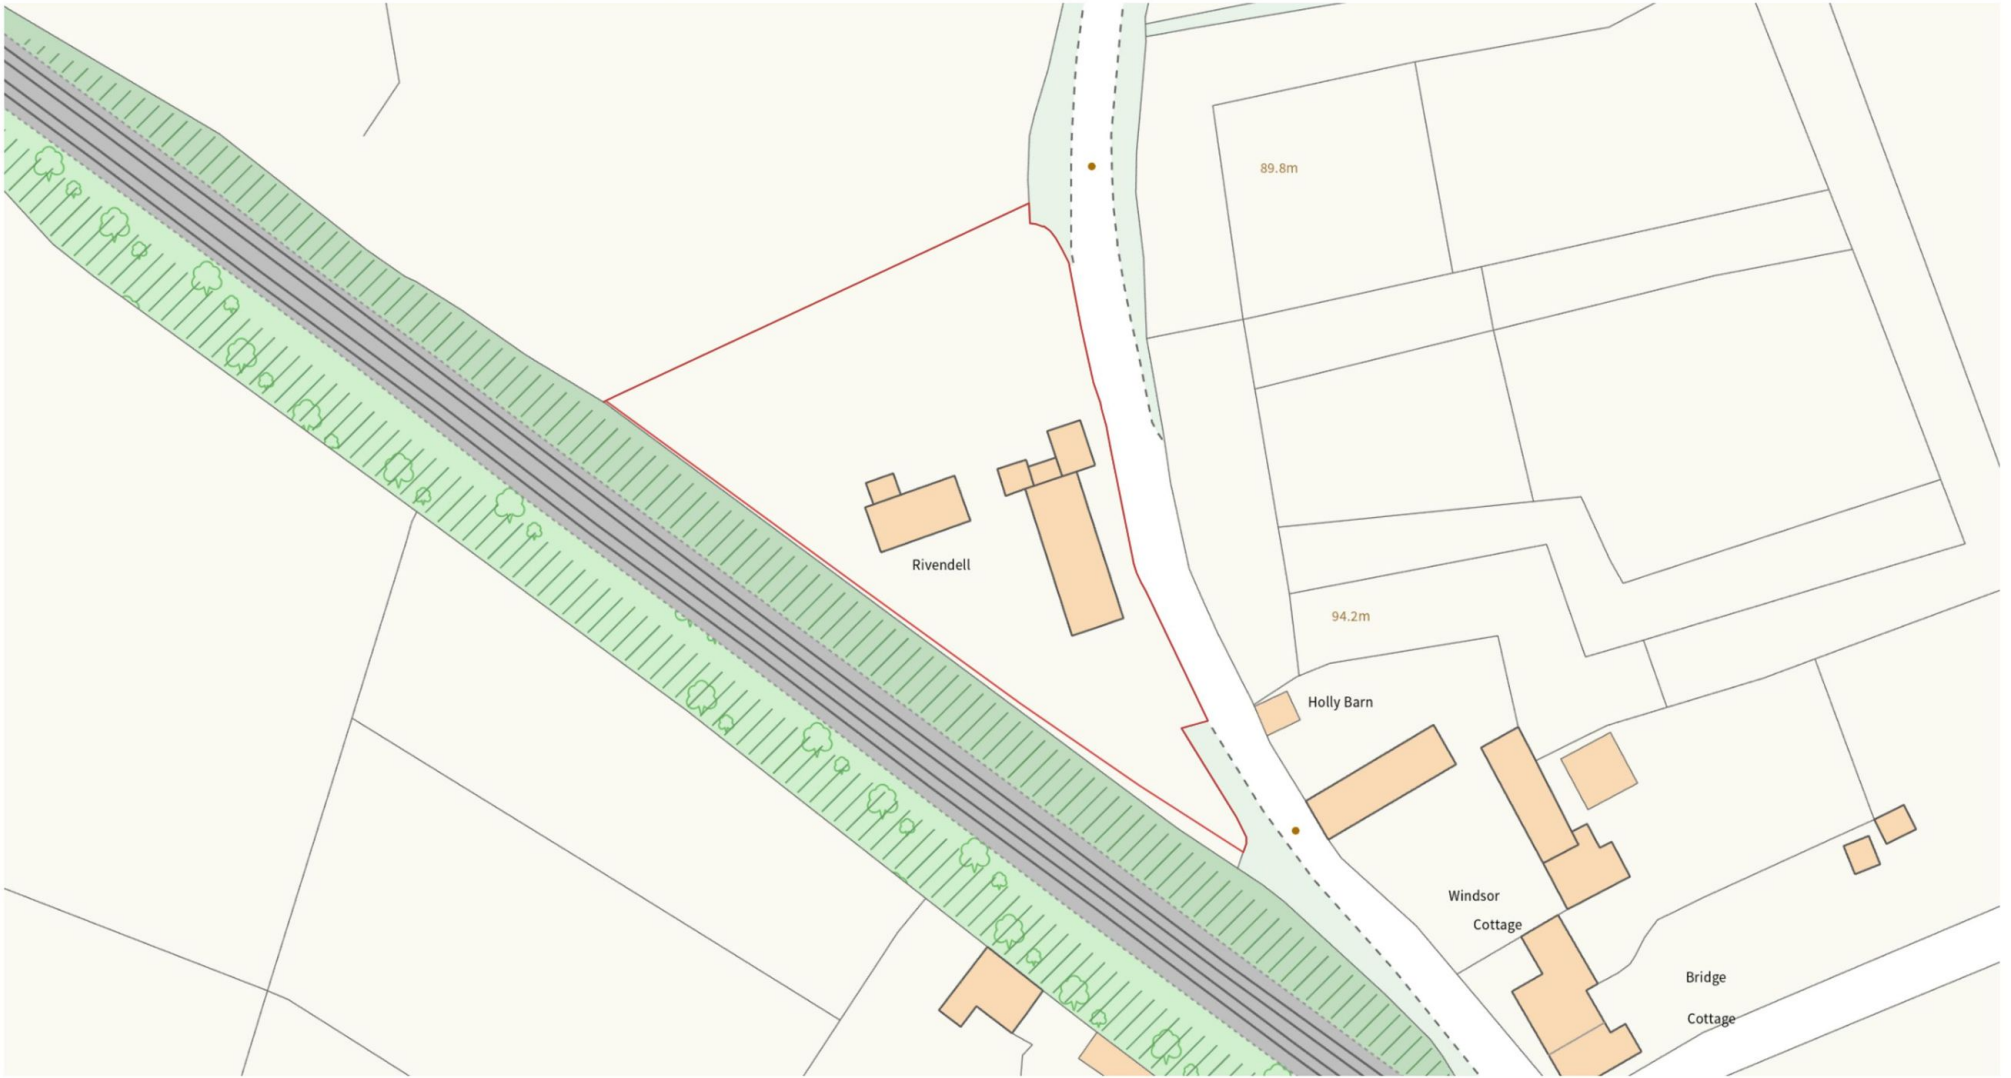 89.8m
Rivendell
94.2m
Holly Barn
Windsor
Cottage
Bridge
Cottage